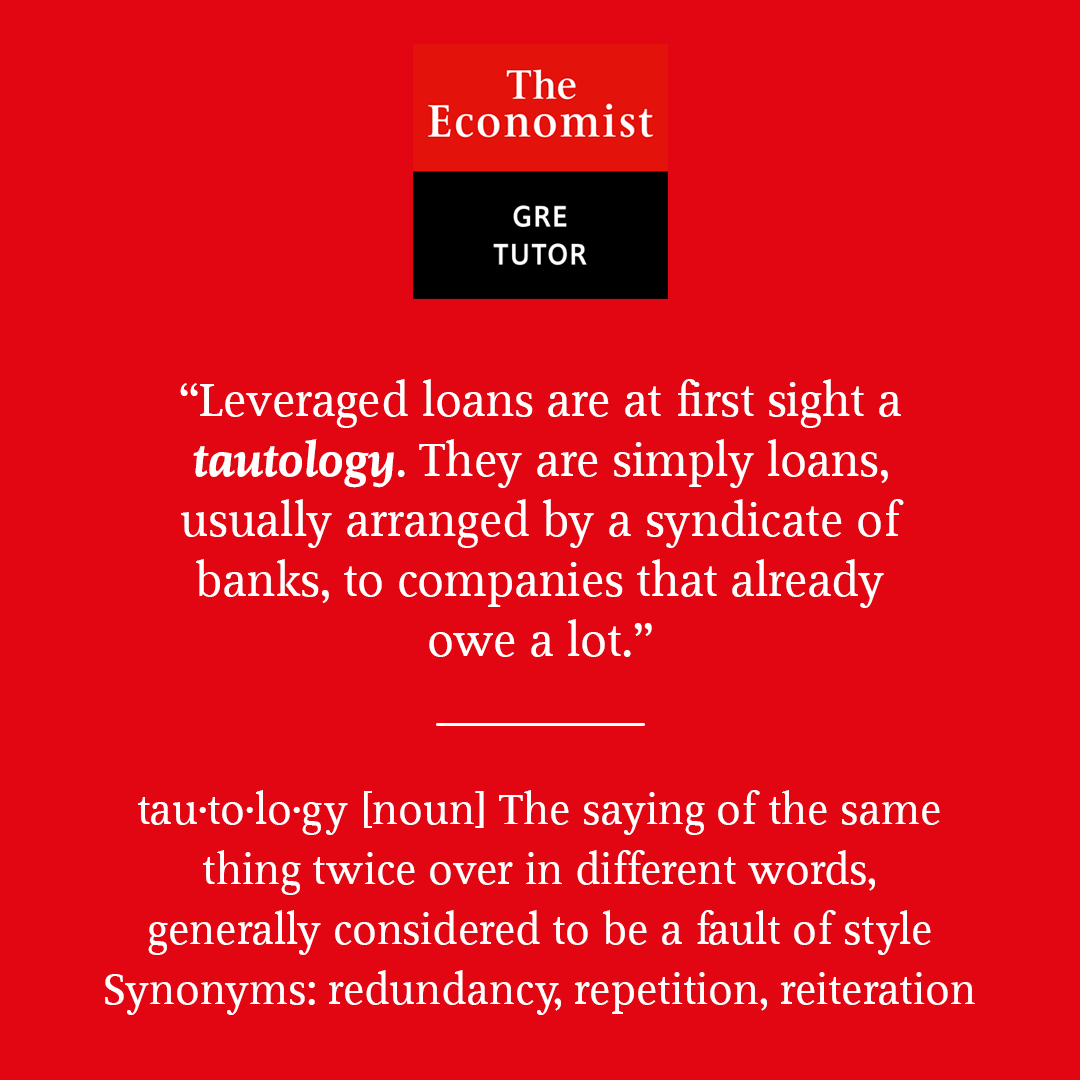 The
Economist
GRE
TUTOR
“Leveraged loans are at first sight a
tautology. They are simply loans,
usually arranged by a syndicate of
banks, to companies that already
owe a lot.”
tau·to·lo·gy [noun] The saying of the same
thing twice over in different words,
generally considered to be a fault of style
Synonyms: redundancy, repetition, reiteration